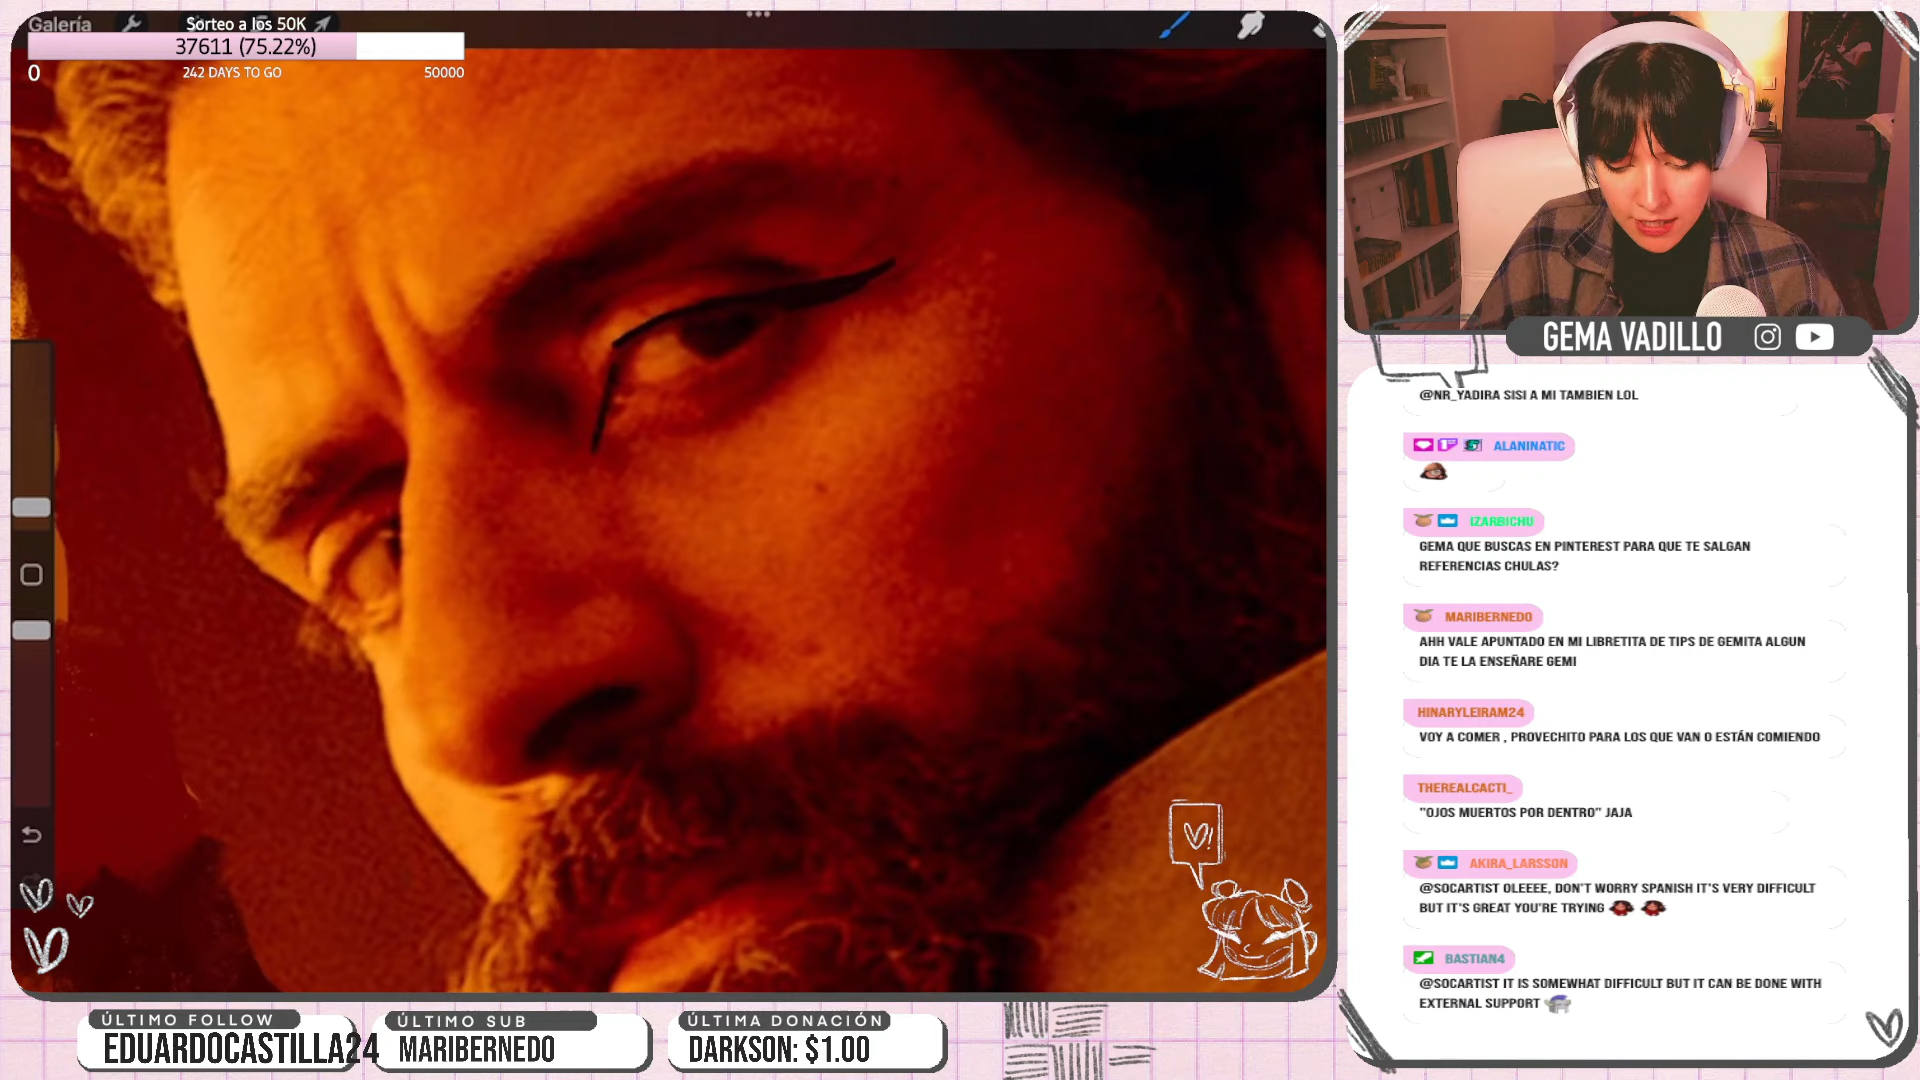 Galería
Sorteo a los 50K
37611 (75.22%)
0
242 DAYS TO GO
50000
GEMA VADILLO
@NR_YADIRA SISI A MI TAMBIEN LOL
ALANINATIC
IZARBICHU
GEMA QUE BUSCAS EN PINTEREST PARA QUE TE SALGAN
REFERENCIAS CHULAS?
MARIBERNEDO
AHH VALE APUNTADO EN MI LIBRETITA DE TIPS DE GEMITA ALGUN
DIA TE LA ENSEÑARE GEMI
HINARYLEIRAM24
VOY A COMER , PROVECHITO PARA LOS QUE VAN O ESTÁN COMIENDO
THEREALCACTI_
"OJOS MUERTOS POR DENTRO" JAJA
AKIRA_LARSSON
@SOCARTIST OLEEEE, DON'T WORRY SPANISH IT'S VERY DIFFICULT
BUT IT'S GREAT YOU'RE TRYING
BASTIAN4
@SOCARTIST IT IS SOMEWHAT DIFFICULT BUT IT CAN BE DONE WITH
EXTERNAL SUPPORT
ÚLTIMO FOLLOW
EDUARDOCASTILLA24
ÚLTIMO SUB
MARIBERNEDO
ÚLTIMA DONACIÓN
DARKSON: $1.00